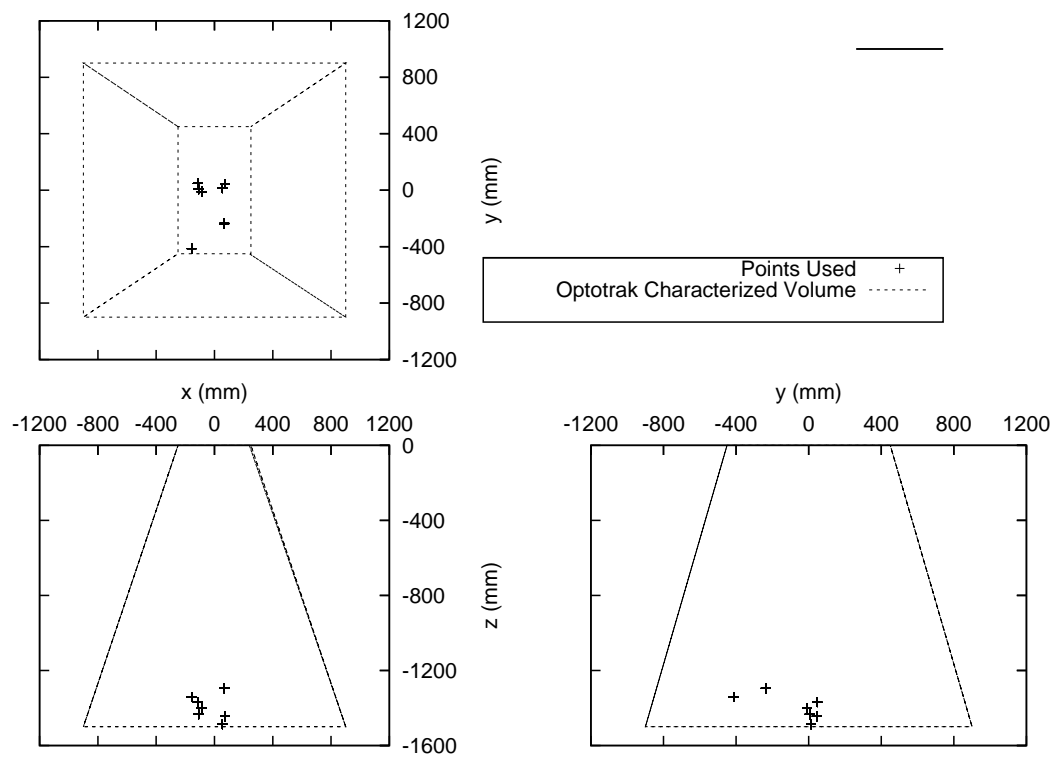 1200
800
400
0
-400
-800
-1200
y (mm)
Points Used
Optotrak Characterized Volume
x (mm)
-1200 -800 -400 0 400 800 1200
0
-400
-800
-1200
-1600
z (mm)
y (mm)
-1200 -800 -400 0 400 800 1200